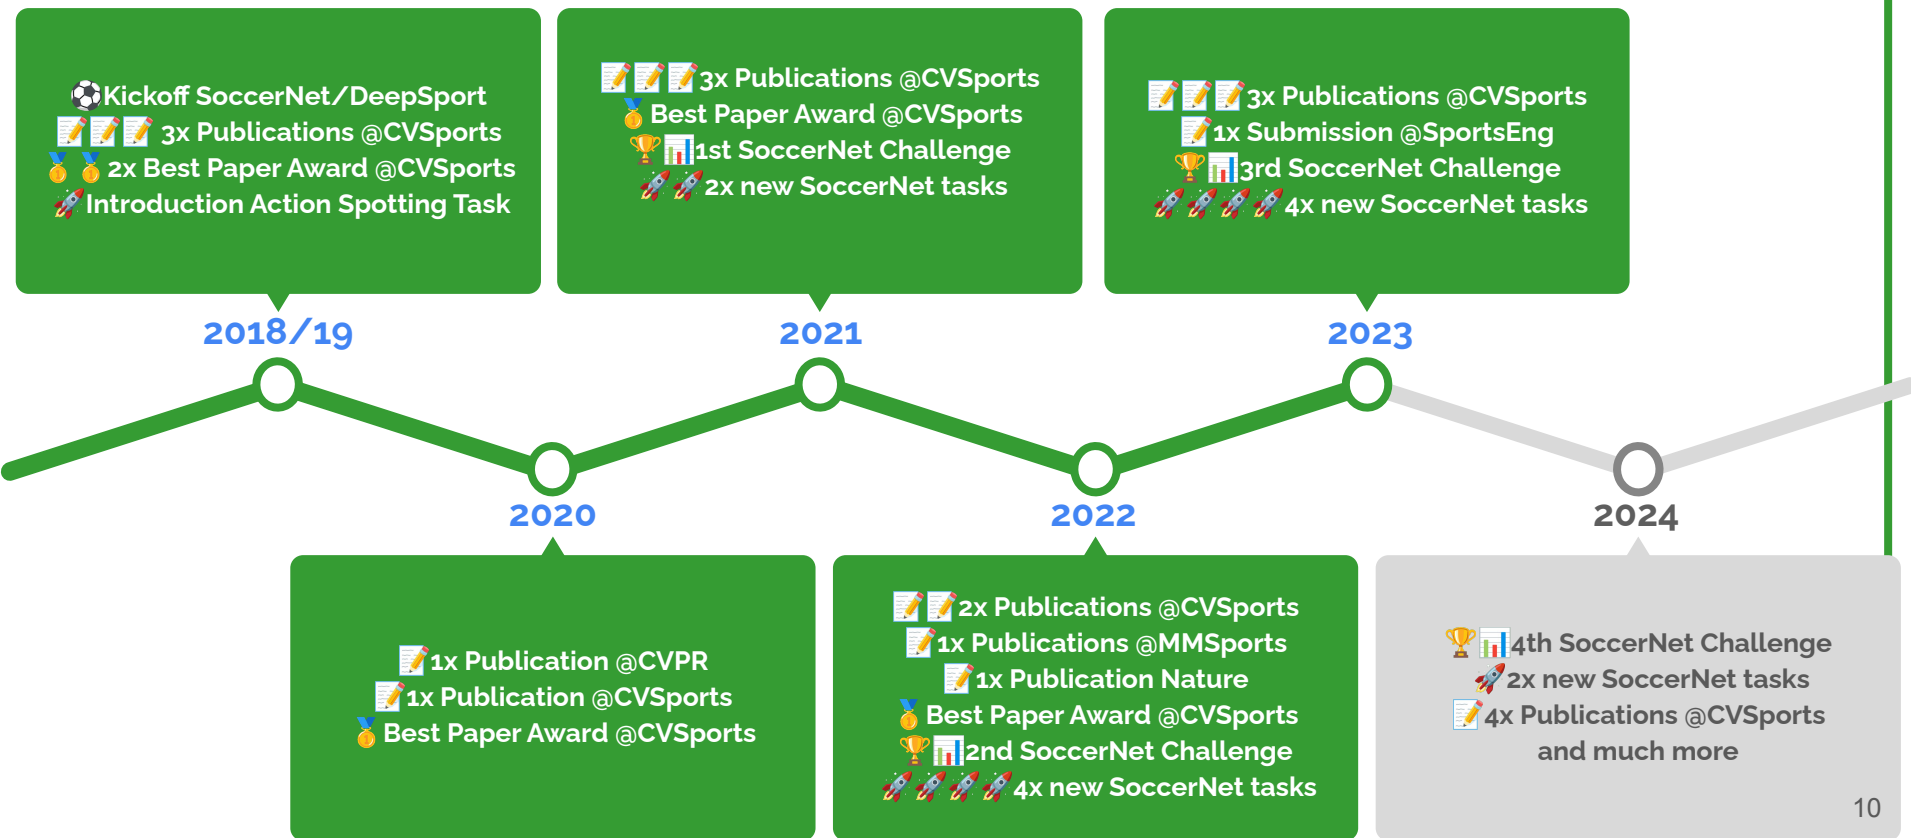 ⚽Kickoff SoccerNet/DeepSport
📝📝📝 3x Publications @CVSports
🥇🥇 2x Best Paper Award @CVSports
🚀Introduction Action Spotting Task
2018/19
📝1x Publication @CVPR
📝1x Publication @CVSports
🥇Best Paper Award @CVSports
2020
📝📝📝3x Publications @CVSports
🥇Best Paper Award @CVSports
🏆📊1st SoccerNet Challenge
🚀🚀2x new SoccerNet tasks
2021
2022
📝📝2x Publications @CVSports
📝1x Publications @MMSports
📝1x Publication Nature
🥇Best Paper Award @CVSports
🏆📊2nd SoccerNet Challenge
🚀🚀🚀🚀4x new SoccerNet tasks
📝📝📝3x Publications @CVSports
📝1x Submission @SportsEng
🏆📊3rd SoccerNet Challenge
🚀🚀🚀🚀4x new SoccerNet tasks
2023
2024
🏆📊4th SoccerNet Challenge
🚀2x new SoccerNet tasks
📝4x Publications @CVSports
and much more
10